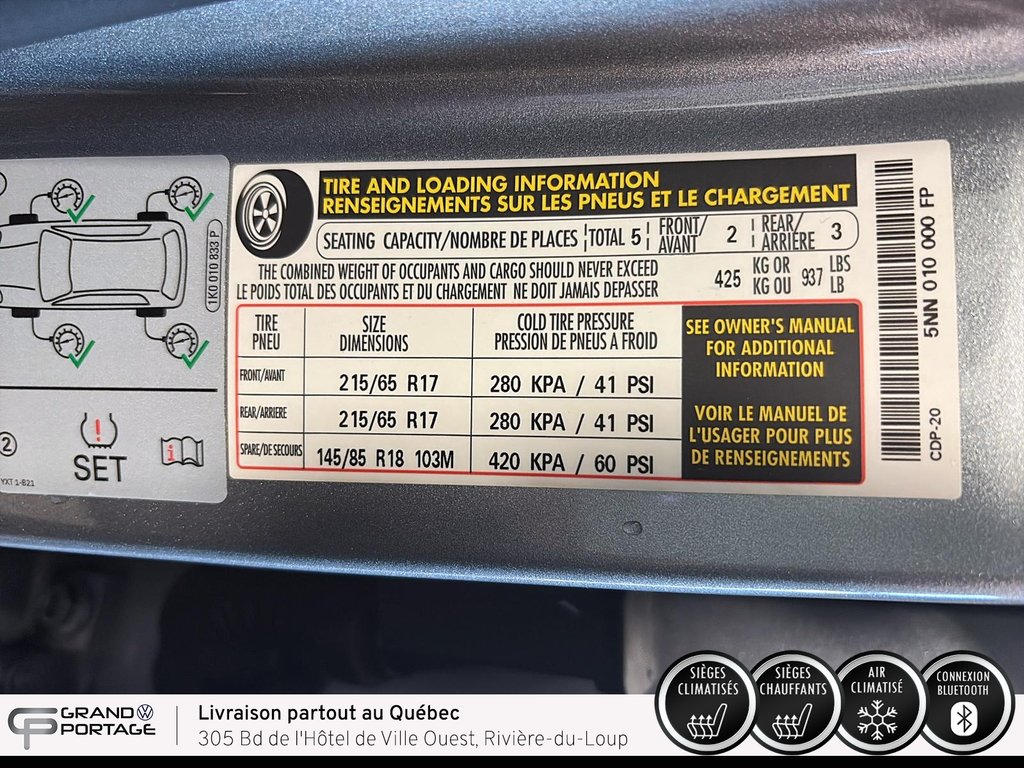 1K0 010 833 P
2
SET
YXT 1-B21
TIRE AND LOADING INFORMATION
RENSEIGNEMENTS SUR LES PNEUS ET LE CHARGEMENT
SEATING CAPACITY/NOMBRE DE PLACES TOTAL 5 FRONT/AVANT 2 REAR/ARRIÈRE 3
THE COMBINED WEIGHT OF OCCUPANTS AND CARGO SHOULD NEVER EXCEED
LE POIDS TOTAL DES OCCUPANTS ET DU CHARGEMENT NE DOIT JAMAIS DEPASSER
425 KG OR 937 LBS
KG OU LB
TIRE SIZE COLD TIRE PRESSURE
PNEU DIMENSIONS PRESSION DE PNEUS A FROID
FRONT/AVANT 215/65 R17 280 KPA / 41 PSI
REAR/ARRIERE 215/65 R17 280 KPA / 41 PSI
SPARE/DE SECOURS 145/85 R18 103M 420 KPA / 60 PSI
SEE OWNER'S MANUAL
FOR ADDITIONAL
INFORMATION
VOIR LE MANUEL DE
L'USAGER POUR PLUS
DE RENSEIGNEMENTS
5NN 010 000 FP
CDP-20
GRAND
PORTAGE
Livraison partout au Québec
305 Bd de l'Hôtel de Ville Ouest, Rivière-du-Loup
SIÈGES
CLIMATISÉS
SIÈGES
CHAUFFANTS
AIR
CLIMATISÉ
CONNEXION
BLUETOOTH